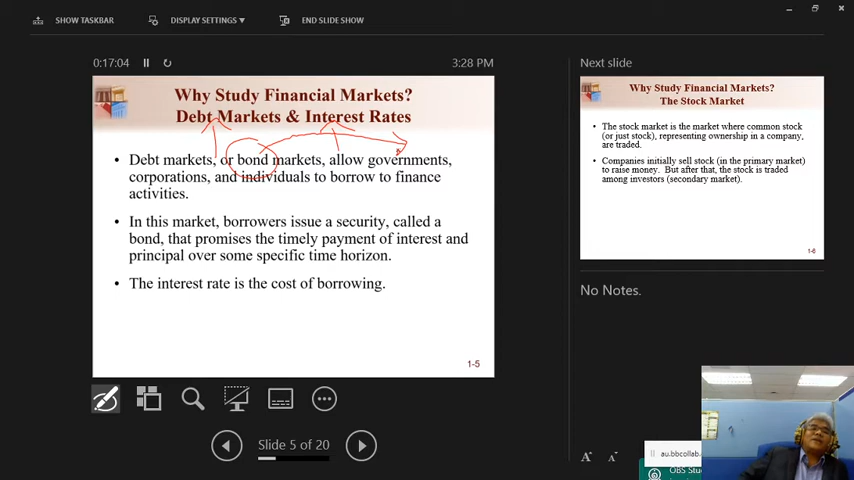 SHOW TASKBAR
DISPLAY SETTINGS
END SLIDE SHOW
0:17:04
3:28 PM
Why Study Financial Markets?
Debt Markets & Interest Rates
• Debt markets, or bond markets, allow governments,
corporations, and individuals to borrow to finance
activities.
• In this market, borrowers issue a security, called a
bond, that promises the timely payment of interest and
principal over some specific time horizon.
• The interest rate is the cost of borrowing.
1-5
Slide 5 of 20
Next slide
Why Study Financial Markets?
The Stock Market
• The stock market is the market where common stock
(or just stock), representing ownership in a company,
are traded.
• Companies initially sell stock (in the primary market)
to raise money. But after that, the stock is traded
among investors (secondary market).
1-6
No Notes.
A A
au.bbcollab.
OBS Stu